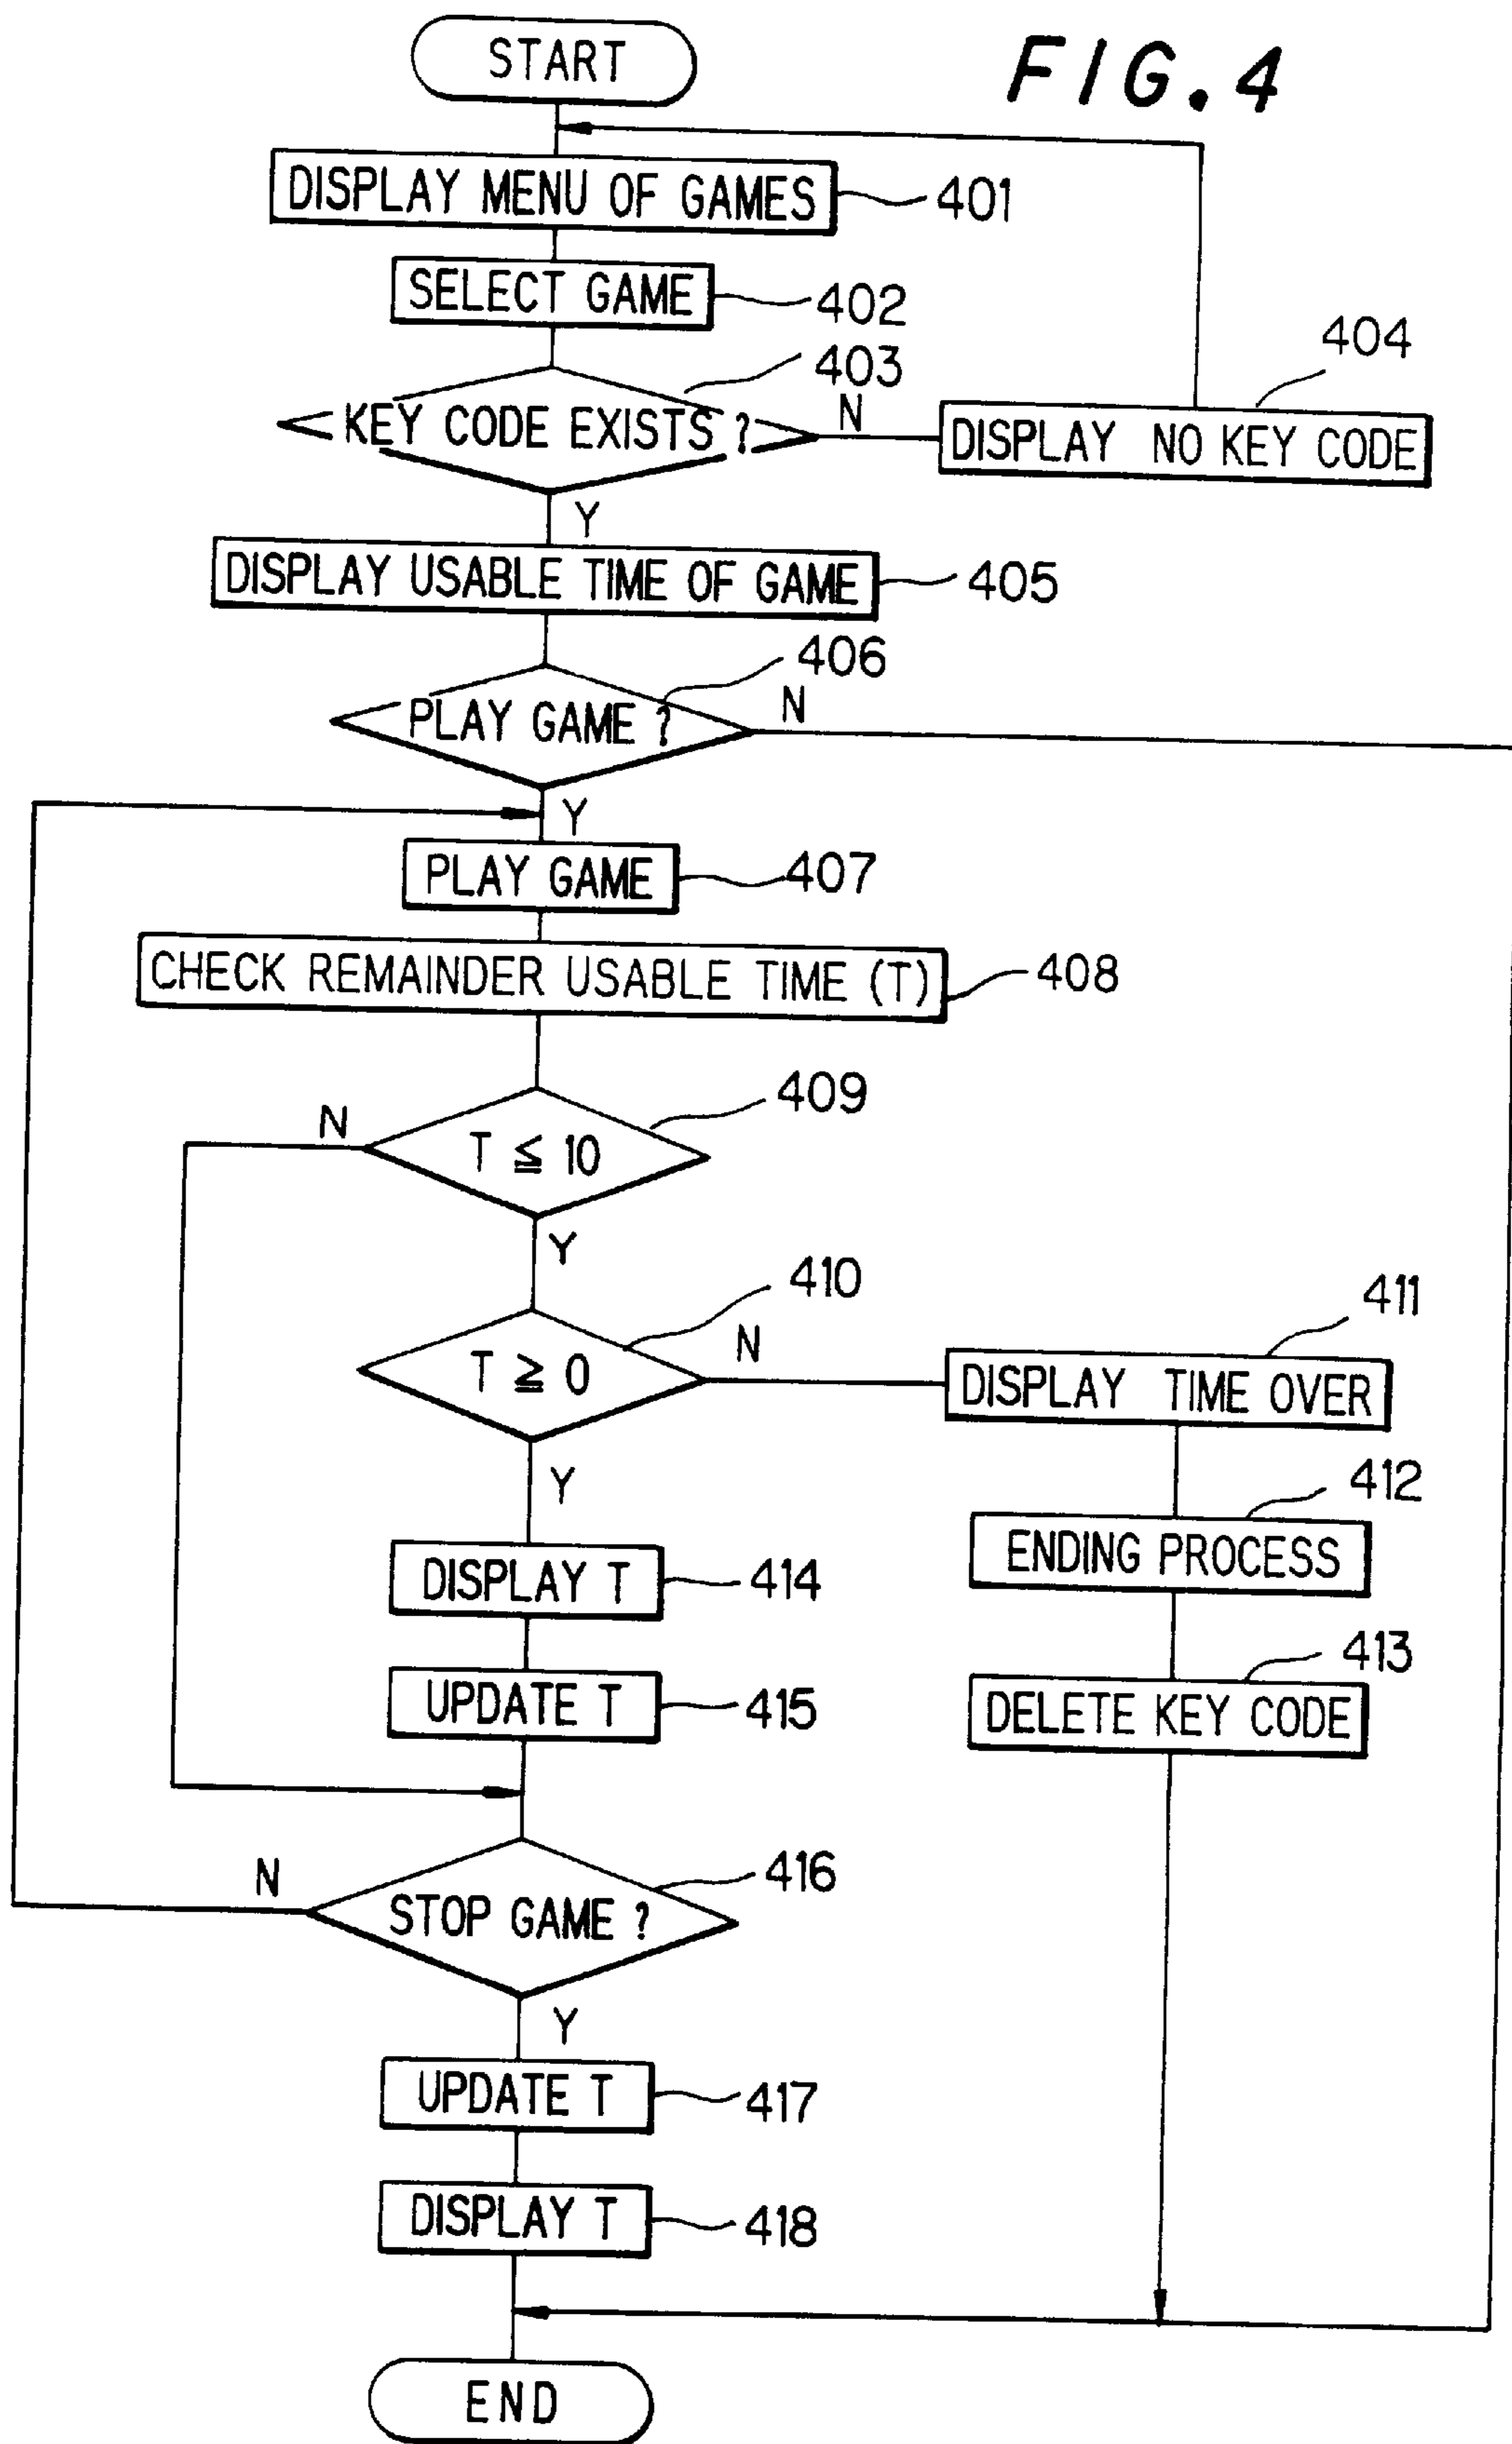 START
FIG. 4
DISPLAY MENU OF GAMES
401
SELECT GAME
402
403
KEY CODE EXISTS ?
N
404
DISPLAY NO KEY CODE
Y
DISPLAY USABLE TIME OF GAME
405
406
PLAY GAME ?
N
Y
PLAY GAME
407
CHECK REMAINDER USABLE TIME (T)
408
409
N
T ≦ 10
Y
410
T ≧ 0
N
411
DISPLAY TIME OVER
Y
412
ENDING PROCESS
DISPLAY T
414
413
DELETE KEY CODE
UPDATE T
415
N
416
STOP GAME ?
Y
UPDATE T
417
DISPLAY T
418
END